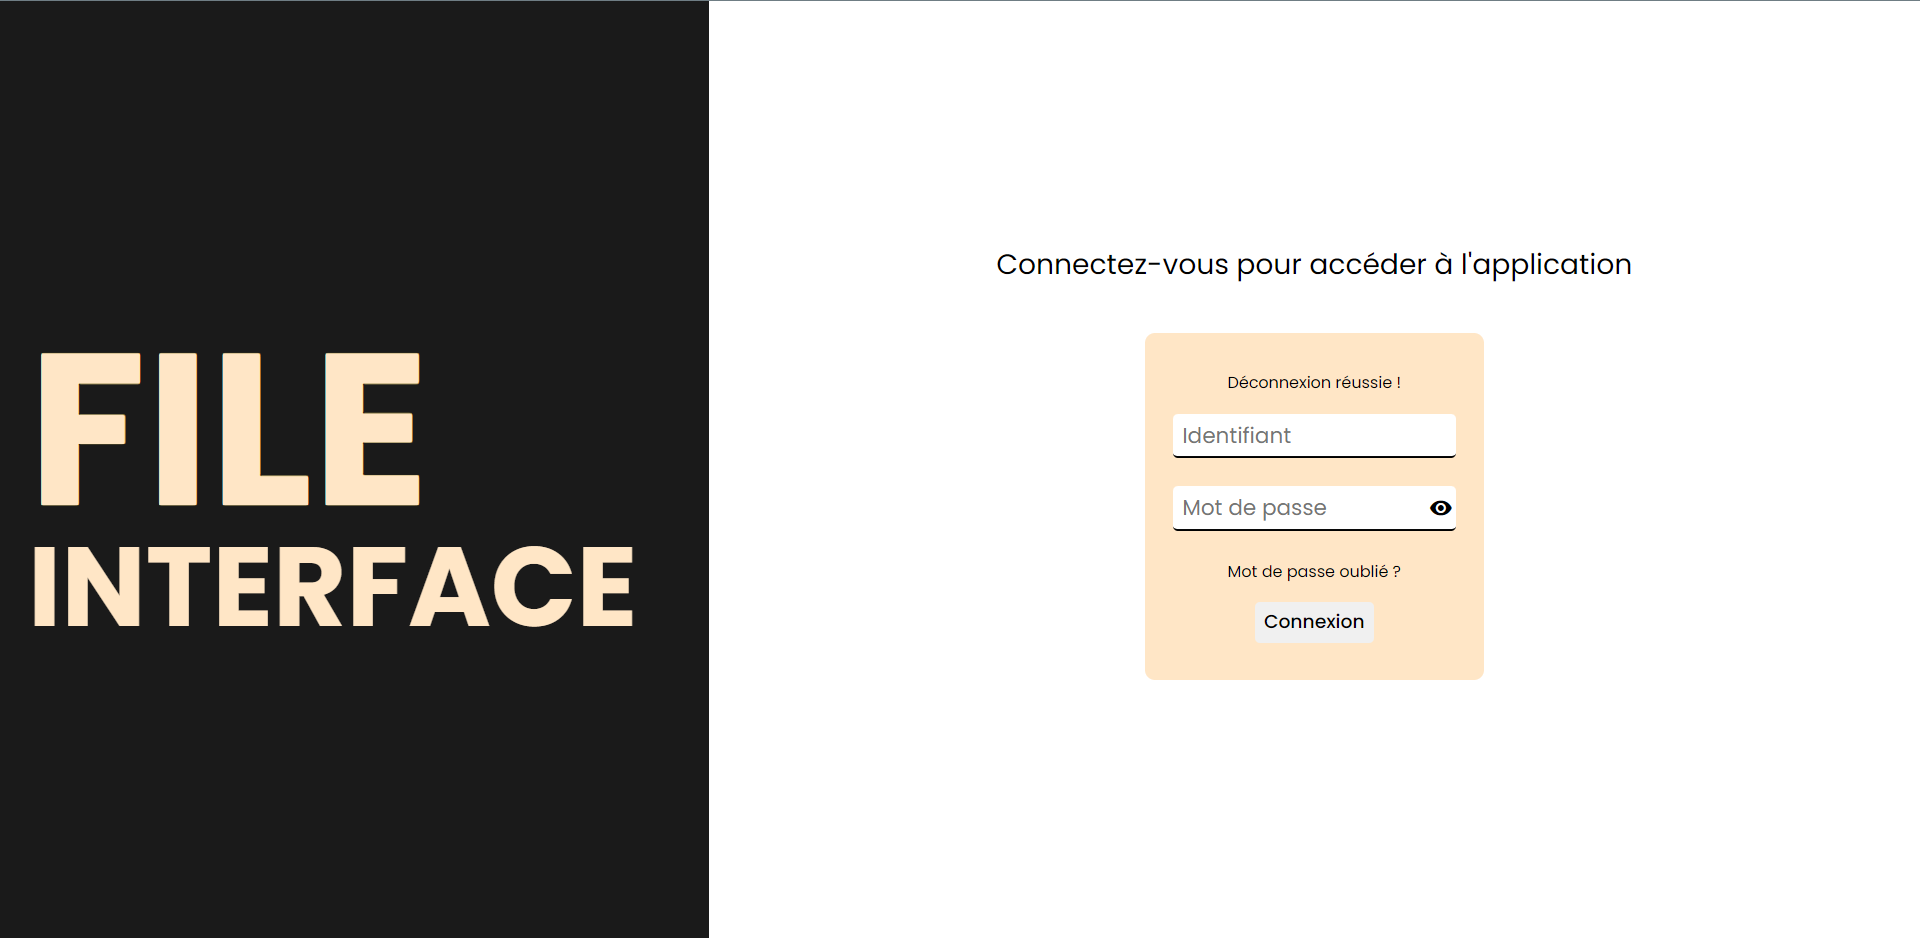 FILE
INTERFACE
Connectez-vous pour accéder à l'application
Déconnexion réussie !
Identifiant
Mot de passe
Mot de passe oublié ?
Connexion